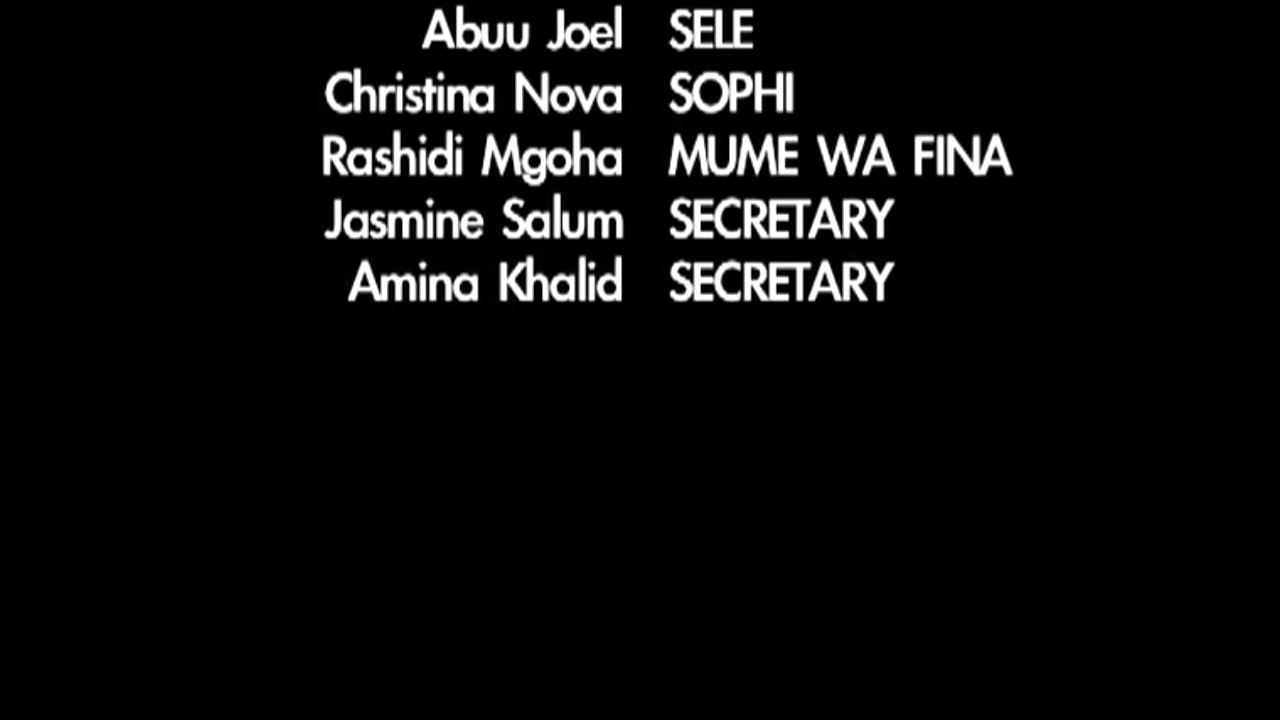 Abuu Joel SELE
Christina Nova SOPHI
Rashidi Mgoha MUME WA FINA
Jasmine Salum SECRETARY
Amina Khalid SECRETARY